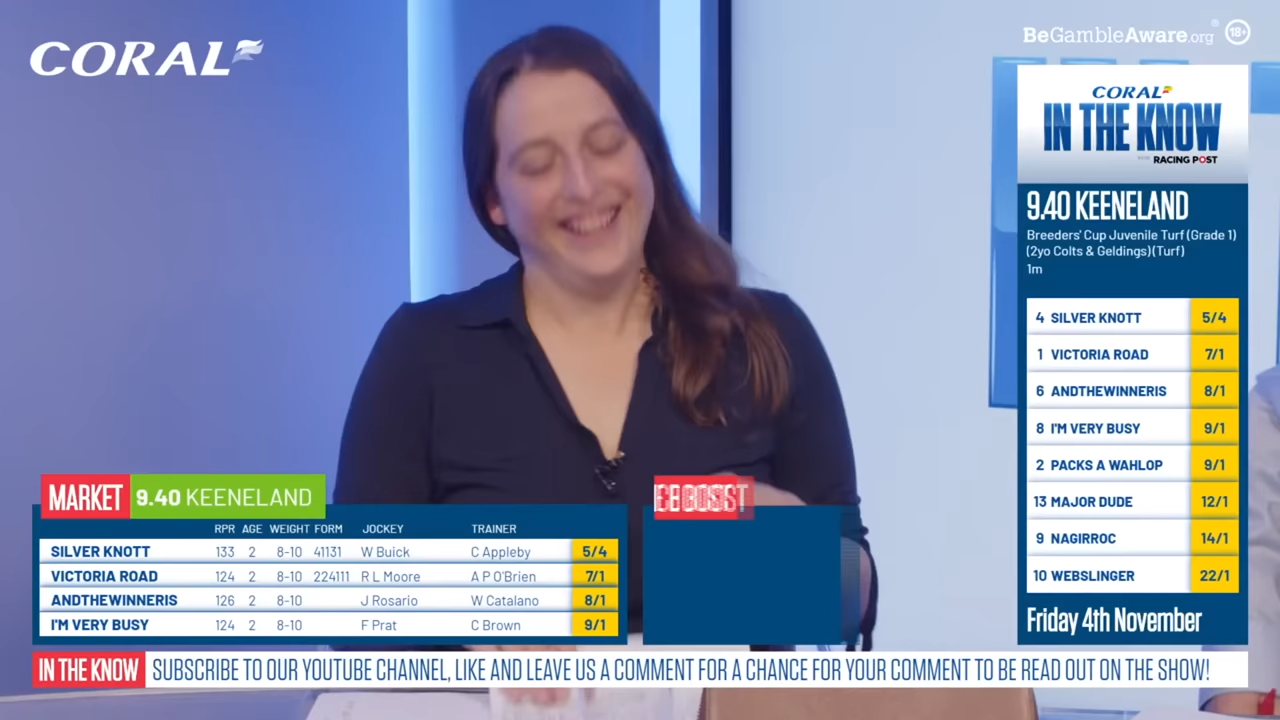 CORAL
BeGambleAware.org 18+
CORAL
IN THE KNOW
WITH RACING POST
9.40 KEENELAND
Breeders' Cup Juvenile Turf (Grade 1)
(2yo Colts & Geldings) (Turf)
1m
4 SILVER KNOTT 5/4
1 VICTORIA ROAD 7/1
6 ANDTHEWINNERIS 8/1
8 I'M VERY BUSY 9/1
2 PACKS A WAHLOP 9/1
13 MAJOR DUDE 12/1
9 NAGIRROC 14/1
10 WEBSLINGER 22/1
Friday 4th November
MARKET 9.40 KEENELAND
RPR AGE WEIGHT FORM JOCKEY TRAINER
SILVER KNOTT 133 2 8-10 41131 W Buick C Appleby 5/4
VICTORIA ROAD 124 2 8-10 224111 R L Moore A P O'Brien 7/1
ANDTHEWINNERIS 126 2 8-10 J Rosario W Catalano 8/1
I'M VERY BUSY 124 2 8-10 F Prat C Brown 9/1
IN THE KNOW SUBSCRIBE TO OUR YOUTUBE CHANNEL, LIKE AND LEAVE US A COMMENT FOR A CHANCE FOR YOUR COMMENT TO BE READ OUT ON THE SHOW!